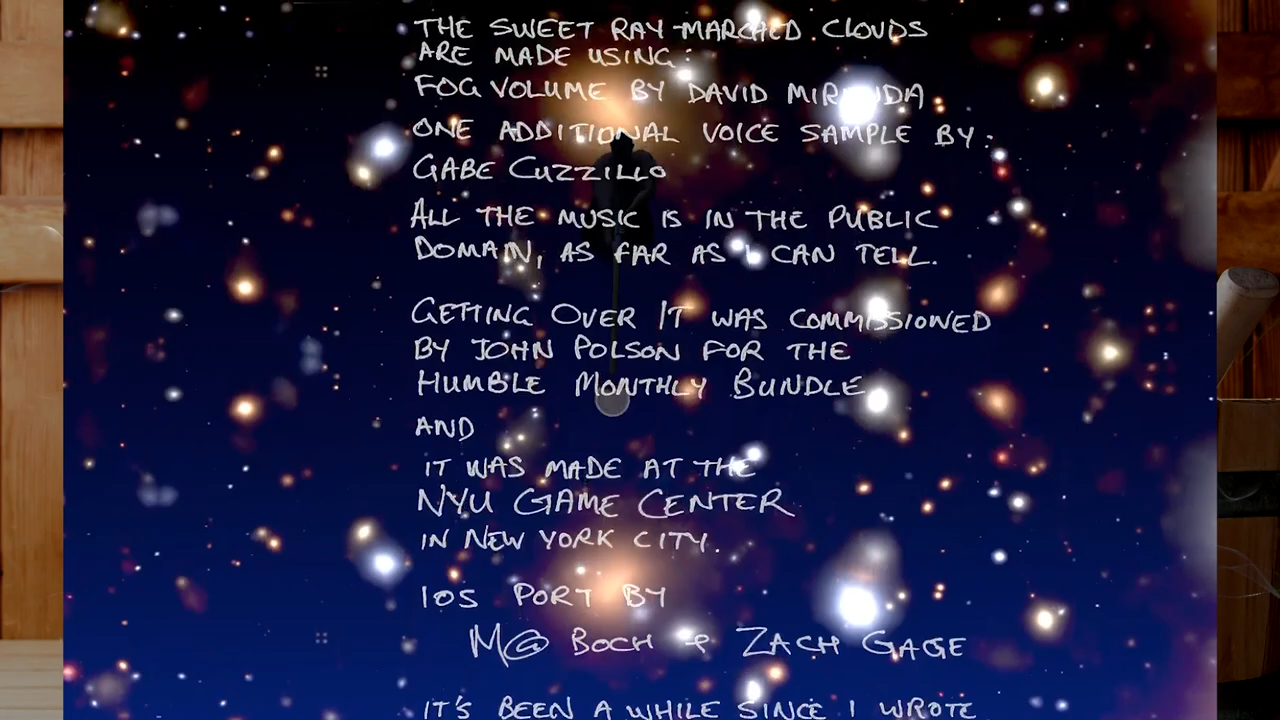 THE SWEET RAY-MARCHED CLOUDS
ARE MADE USING:
FOG VOLUME BY DAVID MIRANDA
ONE ADDITIONAL VOICE SAMPLE BY:
GABE CUZZILLO
ALL THE MUSIC IS IN THE PUBLIC
DOMAIN, AS FAR AS I CAN TELL.
GETTING OVER IT WAS COMMISSIONED
BY JOHN POLSON FOR THE
HUMBLE MONTHLY BUNDLE
AND
IT WAS MADE AT THE
NYU GAME CENTER
IN NEW YORK CITY.
IOS PORT BY
M@ BOCH + ZACH GAGE
IT'S BEEN A WHILE SINCE I WROTE